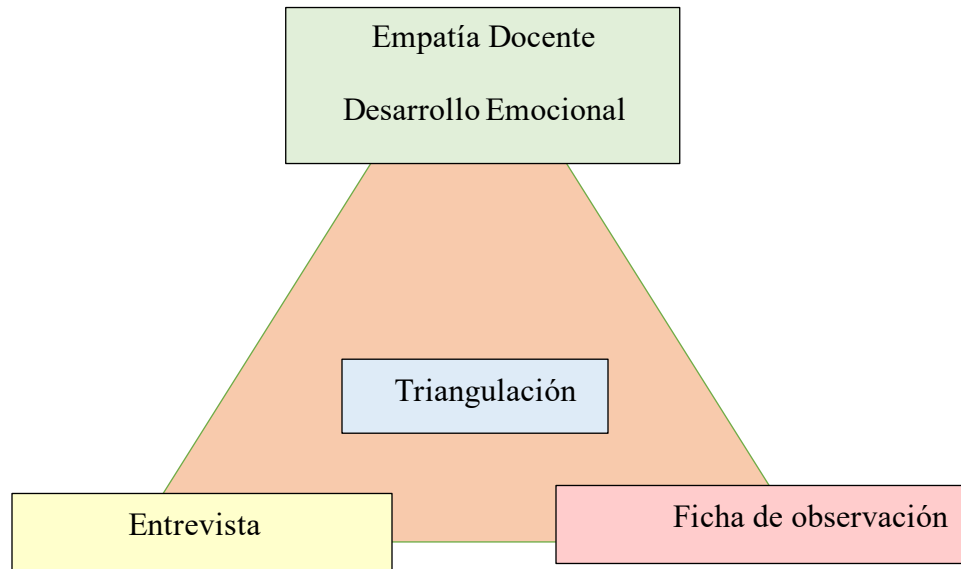 Empatía Docente
Desarrollo Emocional
Triangulación
Entrevista
Ficha de observación